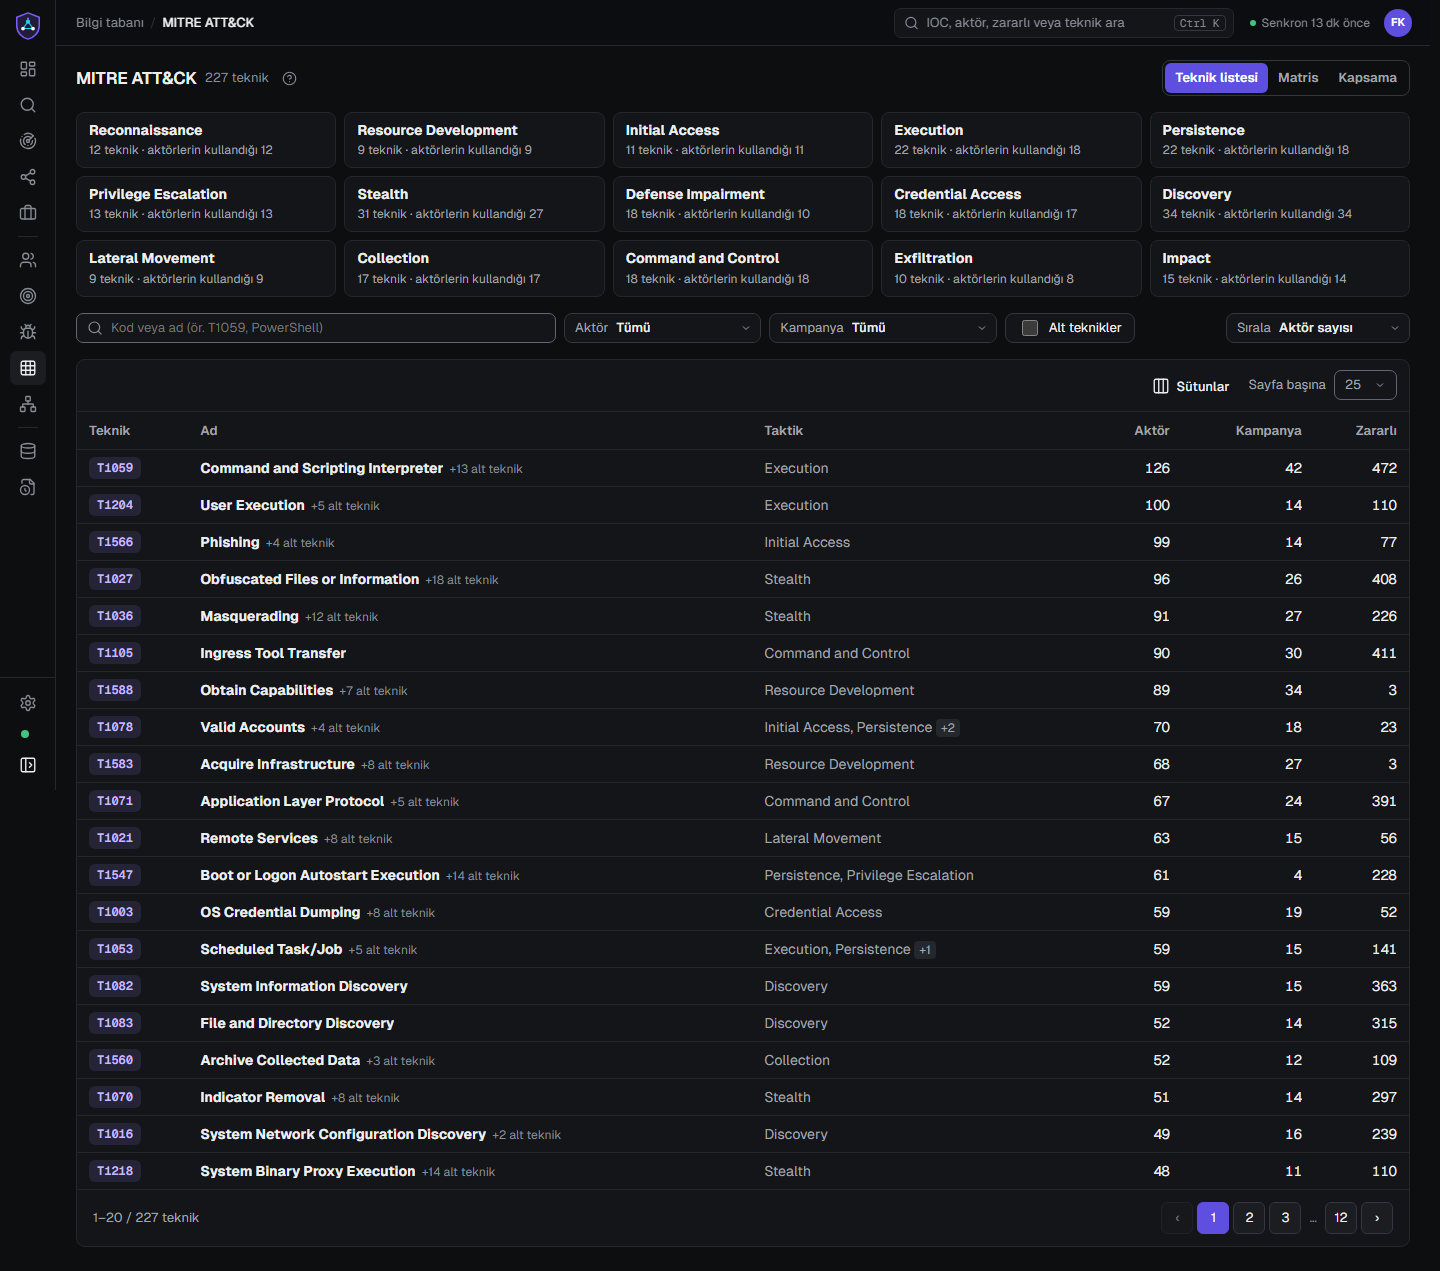 Bilgi tabanı / MITRE ATT&CK
IOC, aktör, zararlı veya teknik ara Ctrl K
Senkron 13 dk önce
FK
MITRE ATT&CK 227 teknik ?
Teknik listesi Matris Kapsama
Reconnaissance
12 teknik · aktörlerin kullandığı 12
Resource Development
9 teknik · aktörlerin kullandığı 9
Initial Access
11 teknik · aktörlerin kullandığı 11
Execution
22 teknik · aktörlerin kullandığı 18
Persistence
22 teknik · aktörlerin kullandığı 18
Privilege Escalation
13 teknik · aktörlerin kullandığı 13
Stealth
31 teknik · aktörlerin kullandığı 27
Defense Impairment
18 teknik · aktörlerin kullandığı 10
Credential Access
18 teknik · aktörlerin kullandığı 17
Discovery
34 teknik · aktörlerin kullandığı 34
Lateral Movement
9 teknik · aktörlerin kullandığı 9
Collection
17 teknik · aktörlerin kullandığı 17
Command and Control
18 teknik · aktörlerin kullandığı 18
Exfiltration
10 teknik · aktörlerin kullandığı 8
Impact
15 teknik · aktörlerin kullandığı 14
Kod veya ad (ör. T1059, PowerShell)
Aktör Tümü
Kampanya Tümü
Alt teknikler
Sırala Aktör sayısı
Sütunlar Sayfa başına 25
Teknik Ad Taktik Aktör Kampanya Zararlı
T1059 Command and Scripting Interpreter +13 alt teknik Execution 126 42 472
T1204 User Execution +5 alt teknik Execution 100 14 110
T1566 Phishing +4 alt teknik Initial Access 99 14 77
T1027 Obfuscated Files or Information +18 alt teknik Stealth 96 26 408
T1036 Masquerading +12 alt teknik Stealth 91 27 226
T1105 Ingress Tool Transfer Command and Control 90 30 411
T1588 Obtain Capabilities +7 alt teknik Resource Development 89 34 3
T1078 Valid Accounts +4 alt teknik Initial Access, Persistence +2 70 18 23
T1583 Acquire Infrastructure +8 alt teknik Resource Development 68 27 3
T1071 Application Layer Protocol +5 alt teknik Command and Control 67 24 391
T1021 Remote Services +8 alt teknik Lateral Movement 63 15 56
T1547 Boot or Logon Autostart Execution +14 alt teknik Persistence, Privilege Escalation 61 4 228
T1003 OS Credential Dumping +8 alt teknik Credential Access 59 19 52
T1053 Scheduled Task/Job +5 alt teknik Execution, Persistence +1 59 15 141
T1082 System Information Discovery Discovery 59 15 363
T1083 File and Directory Discovery Discovery 52 14 315
T1560 Archive Collected Data +3 alt teknik Collection 52 12 109
T1070 Indicator Removal +8 alt teknik Stealth 51 14 297
T1016 System Network Configuration Discovery +2 alt teknik Discovery 49 16 239
T1218 System Binary Proxy Execution +14 alt teknik Stealth 48 11 110
1–20 / 227 teknik
‹ 1 2 3 … 12 ›